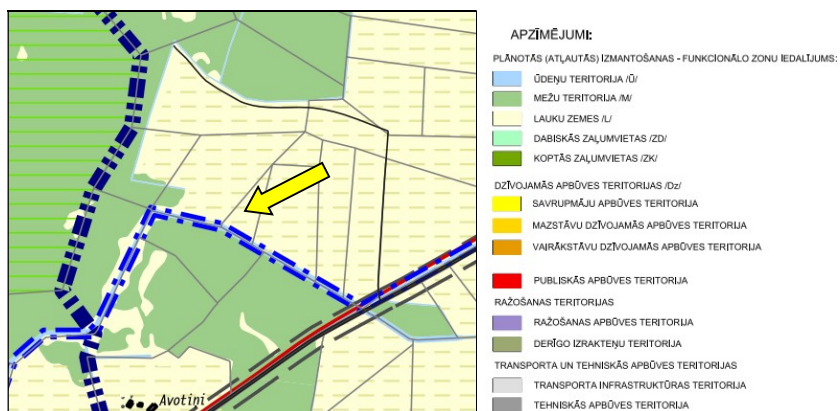 Avotiņi
APZĪMĒJUMI:
PLĀNOTĀS (ATĻAUTĀS) IZMANTOŠANAS - FUNKCIONĀLO ZONU IEDALĪJUMS:
ŪDEŅU TERITORIJA /Ū/
MEŽU TERITORIJA /M/
LAUKU ZEMES /L/
DABISKĀS ZAĻUMVIETAS /ZD/
KOPTĀS ZAĻUMVIETAS /ZK/
DZĪVOJAMĀS APBŪVES TERITORIJAS /Dz/
SAVRUPMĀJU APBŪVES TERITORIJA
MAZSTĀVU DZĪVOJAMĀS APBŪVES TERITORIJA
VAIRĀKSTĀVU DZĪVOJAMĀS APBŪVES TERITORIJA
PUBLISKĀS APBŪVES TERITORIJA
RAŽOŠANAS TERITORIJAS
RAŽOŠANAS APBŪVES TERITORIJA
DERĪGO IZRAKTEŅU TERITORIJA
TRANSPORTA UN TEHNISKĀS APBŪVES TERITORIJAS
TRANSPORTA INFRASTRUKTŪRAS TERITORIJA
TEHNISKĀS APBŪVES TERITORIJA